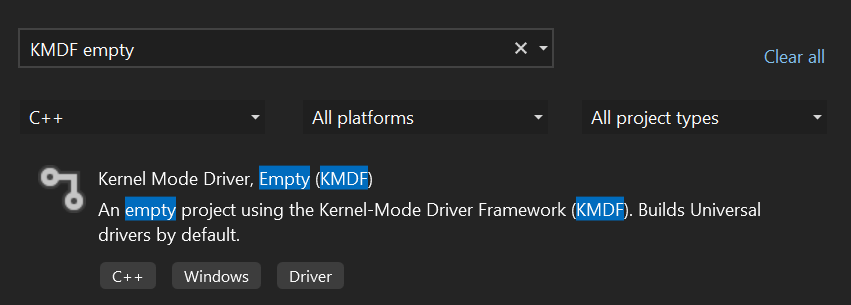 KMDF empty
Clear all
C++
All platforms
All project types
Kernel Mode Driver, Empty (KMDF)
An empty project using the Kernel-Mode Driver Framework (KMDF). Builds Universal
drivers by default.
C++
Windows
Driver